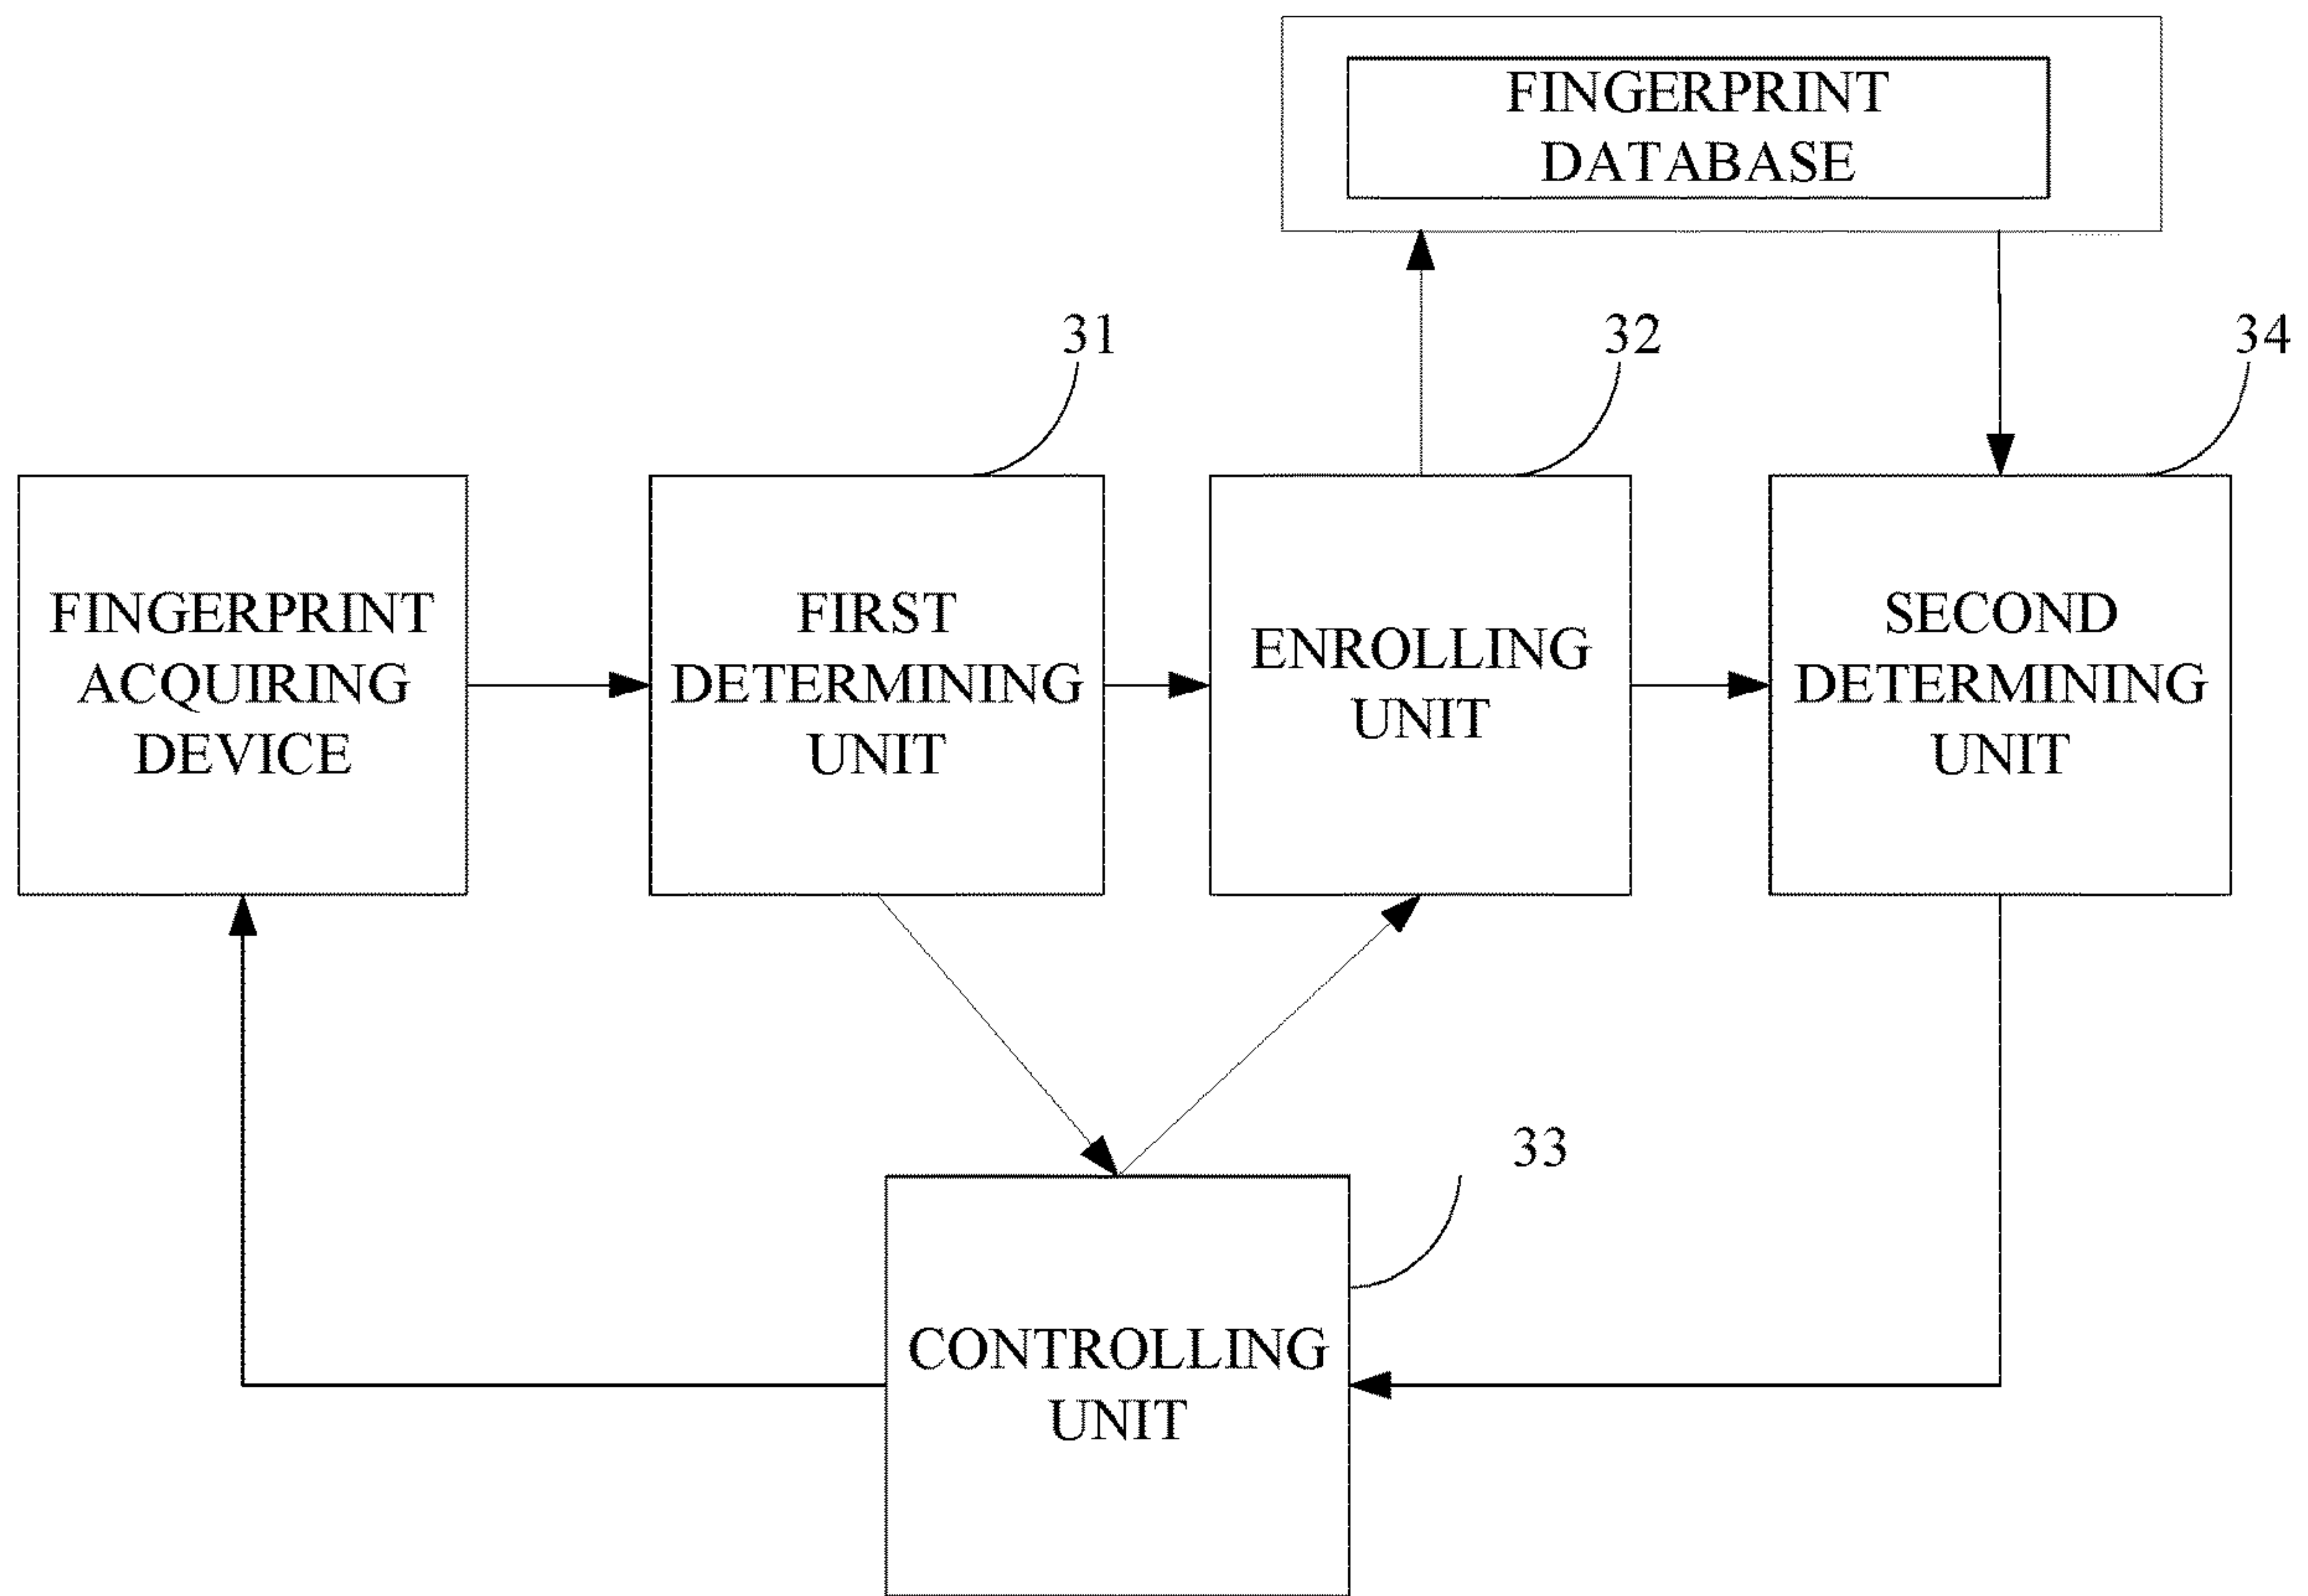 FINGERPRINT
DATABASE
31
32
34
FINGERPRINT
ACQUIRING
DEVICE
FIRST
DETERMINING
UNIT
ENROLLING
UNIT
SECOND
DETERMINING
UNIT
33
CONTROLLING
UNIT